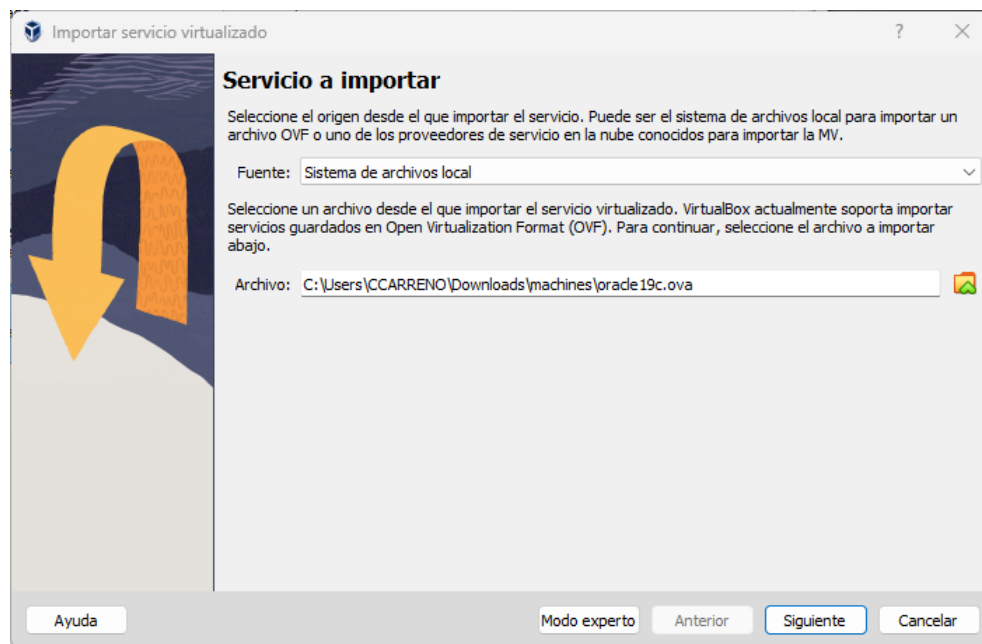 Importar servicio virtualizado
Servicio a importar
Seleccione el origen desde el que importar el servicio. Puede ser el sistema de archivos local para importar un
archivo OVF o uno de los proveedores de servicio en la nube conocidos para importar la MV.
Fuente: Sistema de archivos local
Seleccione un archivo desde el que importar el servicio virtualizado. VirtualBox actualmente soporta importar
servicios guardados en Open Virtualization Format (OVF). Para continuar, seleccione el archivo a importar
abajo.
Archivo: C:\Users\CCARRENO\Downloads\machines\oracle19c.ova
Ayuda Modo experto Anterior Siguiente Cancelar